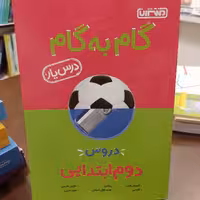 گام به گام
درس یار
دروس
دوم ابتدایی